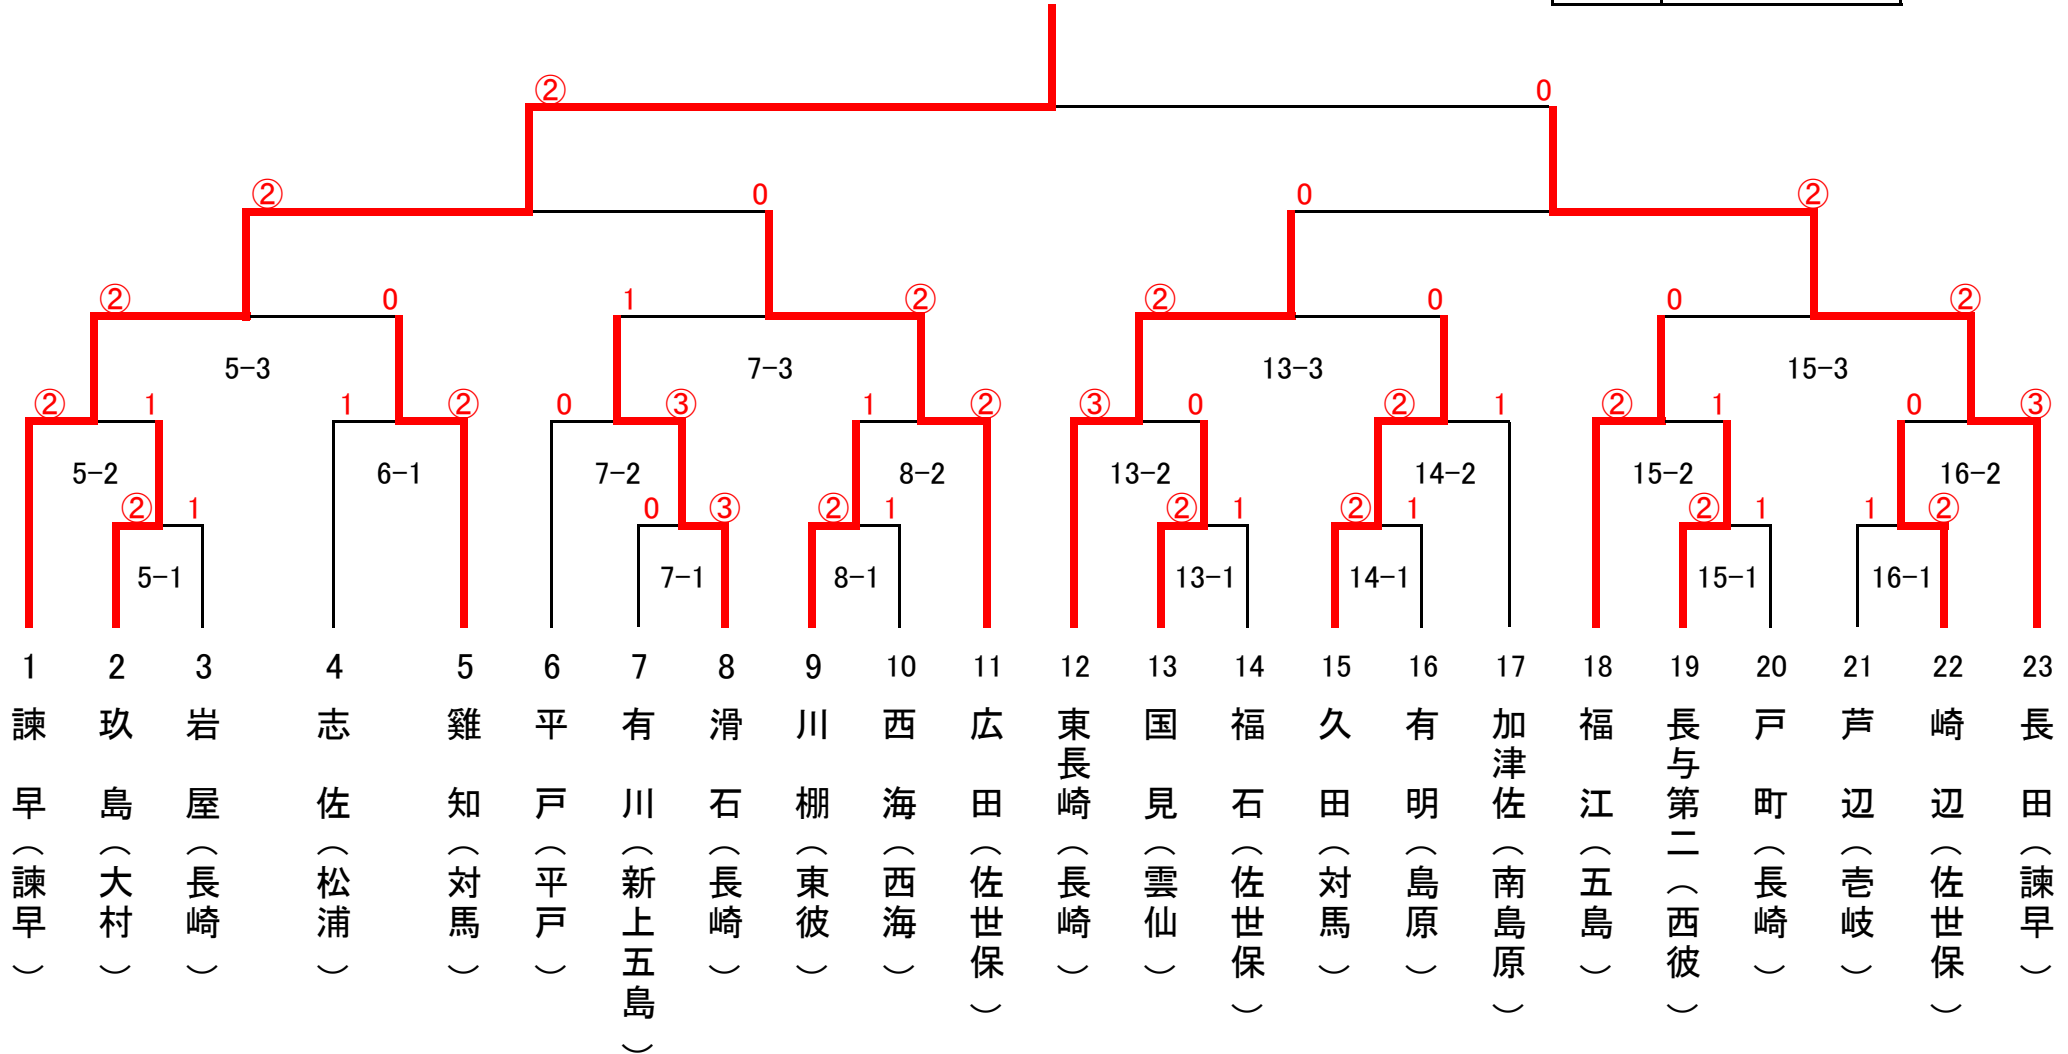 ② 0
② 0 0 ②
② 0 1 ② ② 0 0 ②
5-3 7-3 13-3 15-3
② 1 1 ② 0 ③ 1 ② ③ 0 ② 1 ② 1 0 ③
5-2 6-1 7-2 8-2 13-2 14-2 15-2 16-2
② 1 0 ③ ② 1 ② 1 ② 1 ② 1 1 ②
5-1 7-1 8-1 13-1 14-1 15-1 16-1
1 2 3 4 5 6 7 8 9 10 11 12 13 14 15 16 17 18 19 20 21 22 23
諫早(諫早)
玖島(大村)
岩屋(長崎)
志佐(松浦)
雞知(対馬)
平戸(平戸)
有川(新上五島)
滑石(長崎)
川棚(東彼)
西海(西海)
広田(佐世保)
東長崎(長崎)
国見(雲仙)
福石(佐世保)
久田(対馬)
有明(島原)
加津佐(南島原)
福江(五島)
長与第二(西彼)
戸町(長崎)
芦辺(壱岐)
崎辺(佐世保)
長田(諫早)